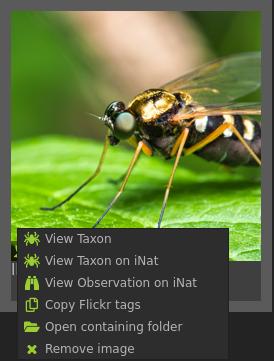 View Taxon
View Taxon on iNat
View Observation on iNat
Copy Flickr tags
Open containing folder
Remove image